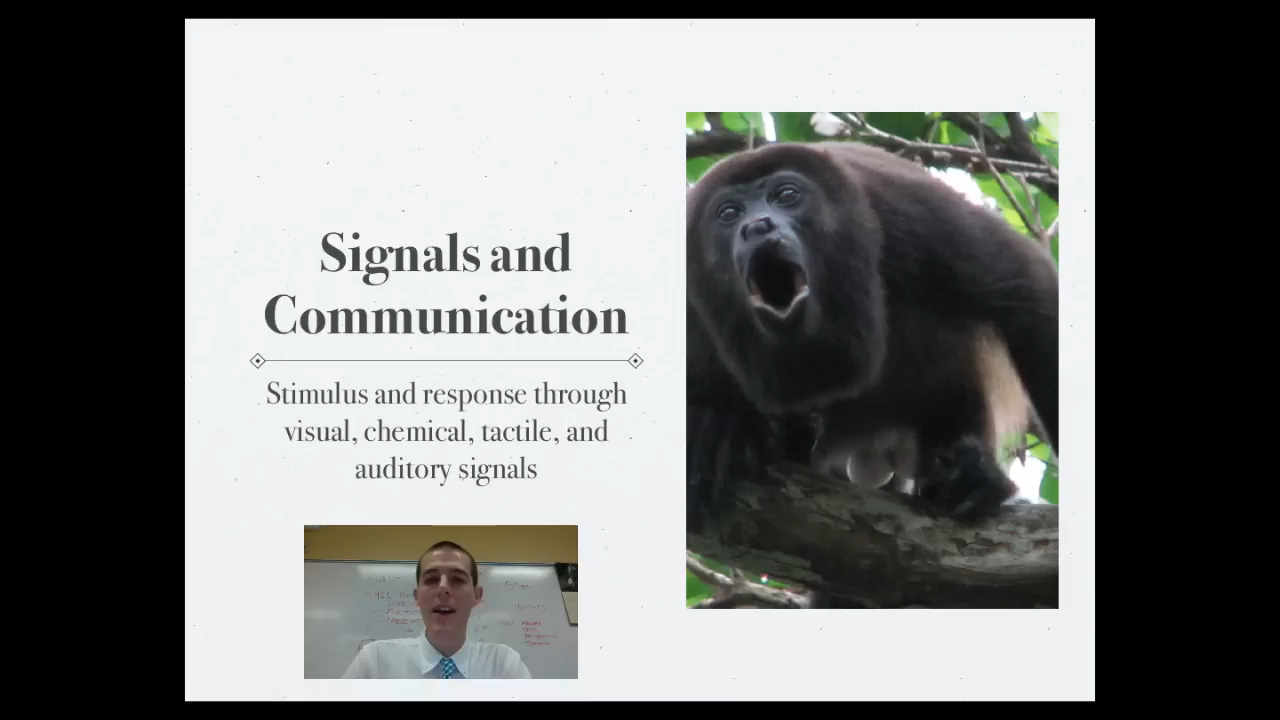 Signals and
Communication
Stimulus and response through
visual, chemical, tactile, and
auditory signals